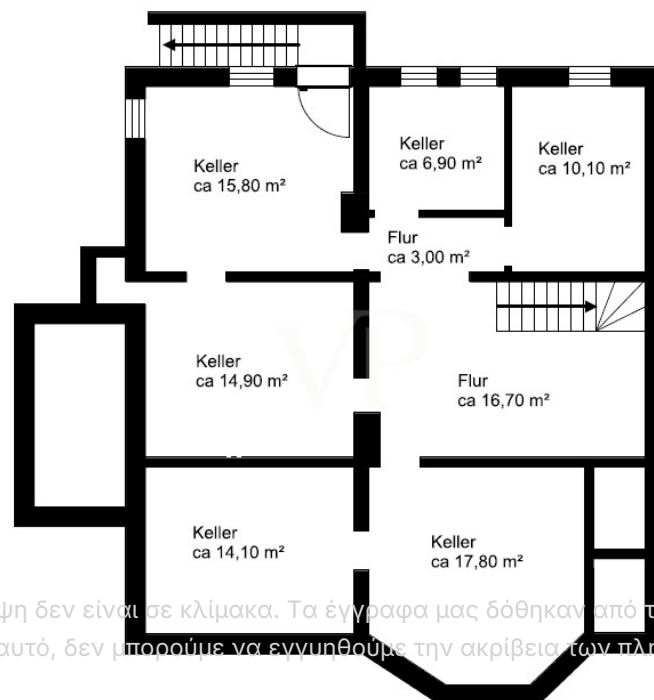 Keller
ca 15,80 m²
Keller
ca 6,90 m²
Keller
ca 10,10 m²
Flur
ca 3,00 m²
Keller
ca 14,90 m²
Flur
ca 16,70 m²
Keller
ca 14,10 m²
Keller
ca 17,80 m²
VP
δεν είναι σε κλίμακα. Τα έγγραφα μας δόθηκαν από
αυτό, δεν μπορούμε να εγγυηθούμε την ακρίβεια των